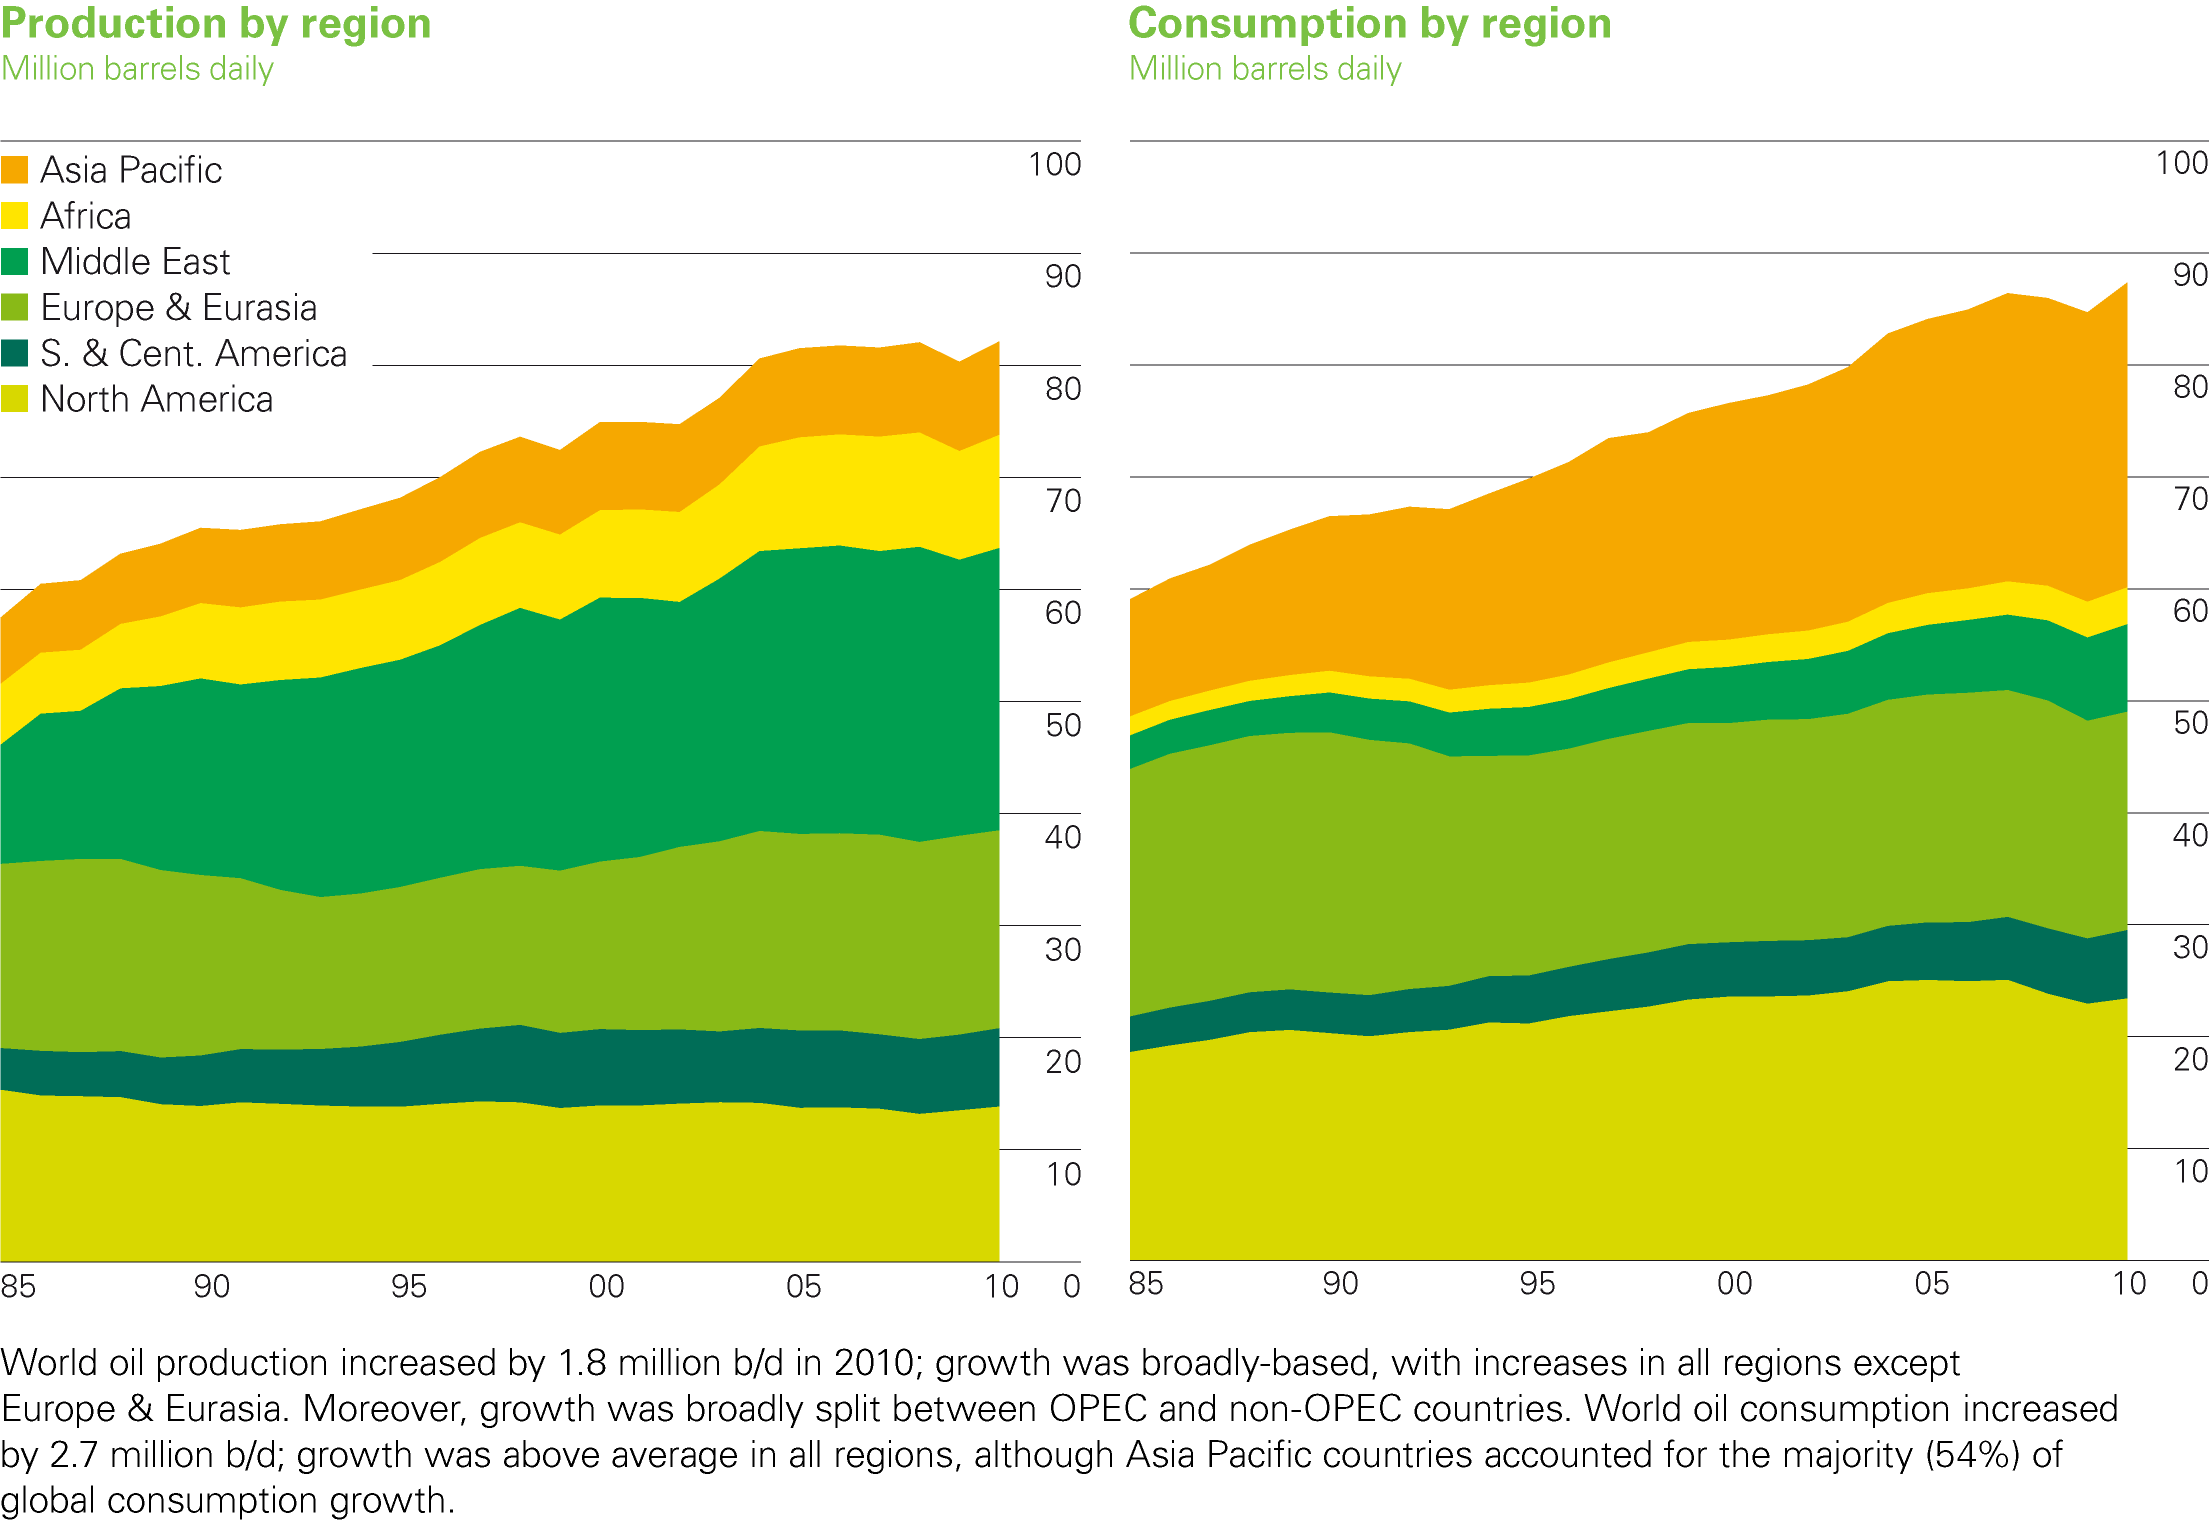 Production by region
Million barrels daily
Asia Pacific
Africa
Middle East
Europe & Eurasia
S. & Cent. America
North America
100
90
80
70
60
50
40
30
20
10
0
85 90 95 00 05 10
Consumption by region
Million barrels daily
100
90
80
70
60
50
40
30
20
10
0
85 90 95 00 05 10
World oil production increased by 1.8 million b/d in 2010; growth was broadly-based, with increases in all regions except
Europe & Eurasia. Moreover, growth was broadly split between OPEC and non-OPEC countries. World oil consumption increased
by 2.7 million b/d; growth was above average in all regions, although Asia Pacific countries accounted for the majority (54%) of
global consumption growth.